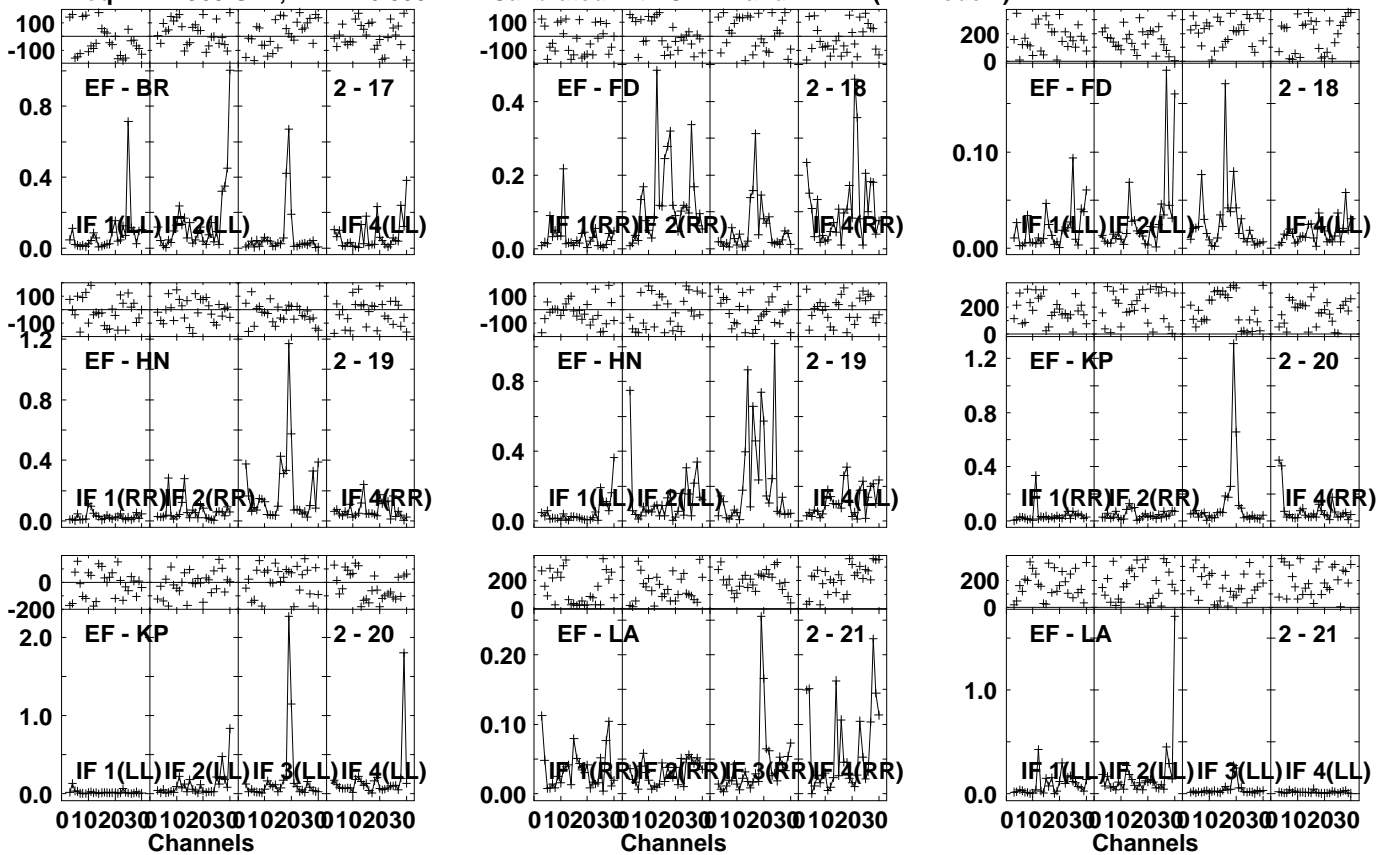 100
-100
EF - BR 2 - 17
0.8
0.4
0.0
IF 1(LL) IF 2(LL) IF 4(LL)
100
-100
EF - FD 2 - 18
0.4
0.2
0.0
IF 1(RR) IF 2(RR) IF 4(RR)
200
0
EF - FD 2 - 18
0.10
0.00
IF 1(LL) IF 2(LL) IF 4(LL)
100
-100
1.2
EF - HN 2 - 19
0.8
0.4
0.0
IF 1(RR) IF 2(RR) IF 4(RR)
100
-100
EF - HN 2 - 19
0.8
0.4
0.0
IF 1(LL) IF 2(LL) IF 4(LL)
200
0
EF - KP 2 - 20
1.2
0.8
0.4
0.0
IF 1(RR) IF 2(RR) IF 4(RR)
0
-200
EF - KP 2 - 20
2.0
1.0
0.0
IF 1(LL) IF 2(LL) IF 3(LL) IF 4(LL)
0102030 0102030 0102030 0102030
Channels
200
0
EF - LA 2 - 21
0.20
0.10
0.00
IF 1(RR) IF 2(RR) IF 3(RR) IF 4(RR)
0102030 0102030 0102030 0102030
200
0
EF - LA 2 - 21
1.0
0.0
IF 1(LL) IF 2(LL) IF 3(LL) IF 4(LL)
0102030 0102030 0102030 0102030
Channels